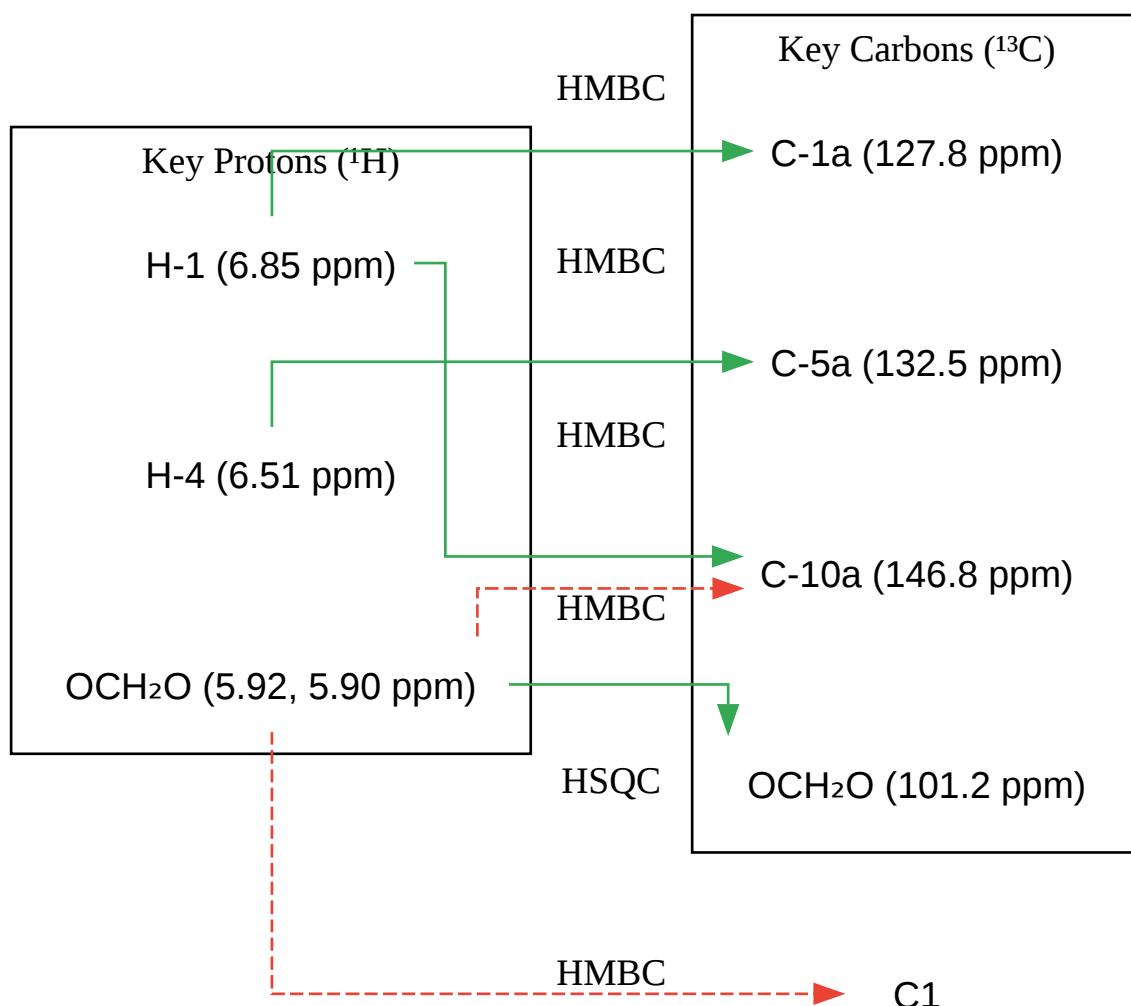 Key Carbons (¹³C)
HMBC
Key Protons (¹H)
C-1a (127.8 ppm)
H-1 (6.85 ppm)
HMBC
C-5a (132.5 ppm)
HMBC
H-4 (6.51 ppm)
C-10a (146.8 ppm)
HMBC
OCH₂O (5.92, 5.90 ppm)
HSQC
OCH₂O (101.2 ppm)
HMBC
C1